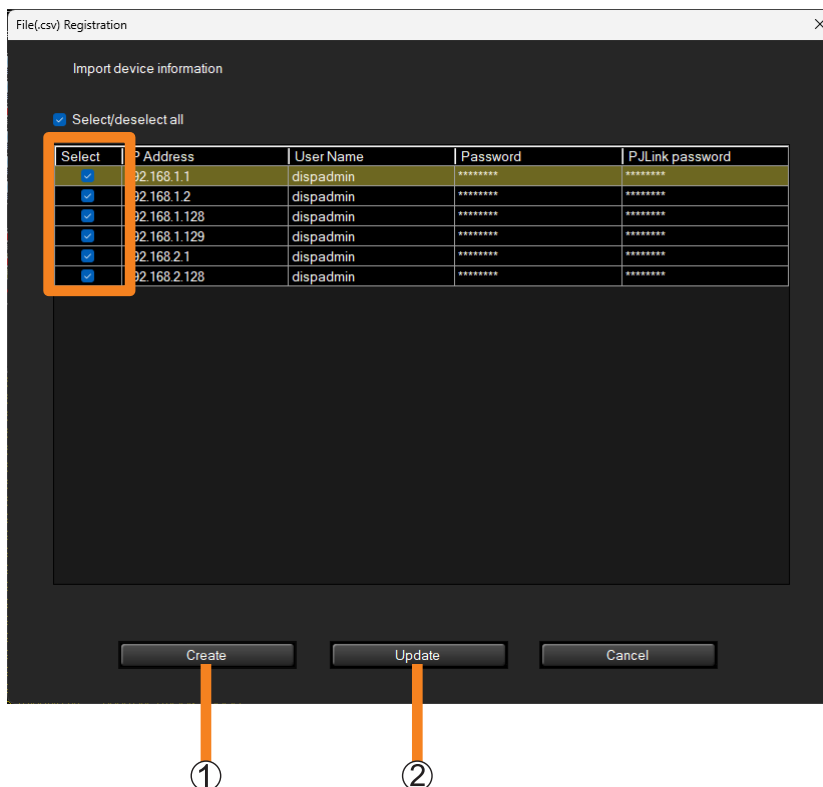 File(.csv) Registration
Import device information
Select/deselect all
Select P Address User Name Password PJLink password
92.168.1.1 dispadmin ******** ********
92.168.1.2 dispadmin ******** ********
92.168.1.128 dispadmin ******** ********
92.168.1.129 dispadmin ******** ********
92.168.2.1 dispadmin ******** ********
92.168.2.128 dispadmin ******** ********
Create Update Cancel
① ②